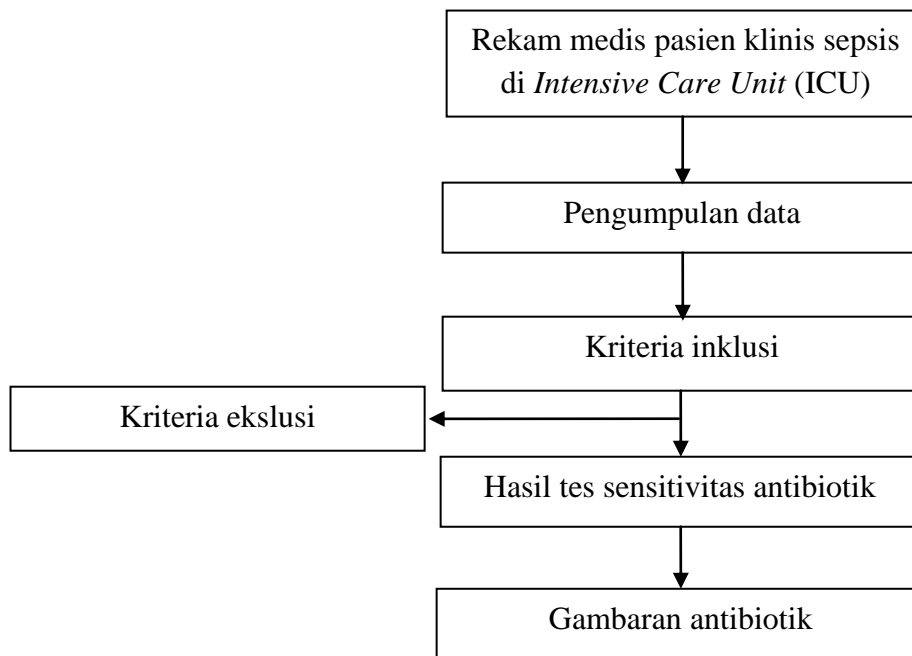 Rekam medis pasien klinis sepsis
di Intensive Care Unit (ICU)
Pengumpulan data
Kriteria inklusi
Kriteria ekslusi
Hasil tes sensitivitas antibiotik
Gambaran antibiotik